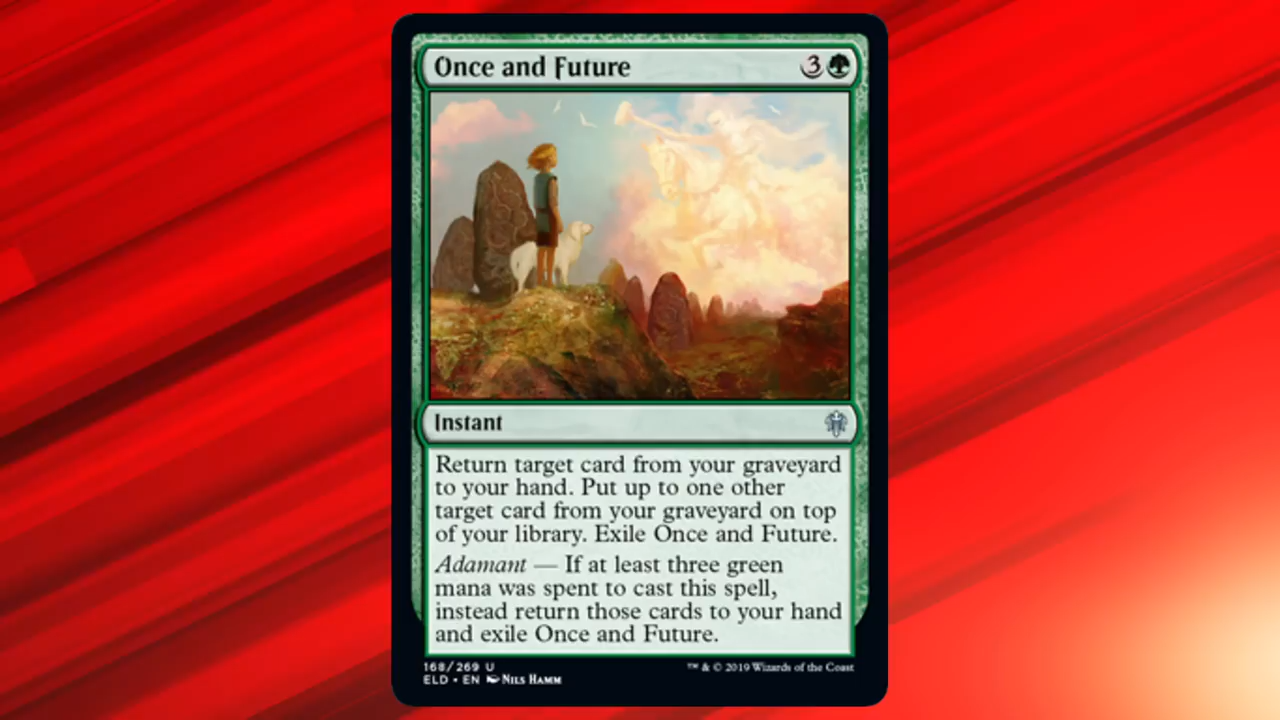 Once and Future 3
Instant
Return target card from your graveyard
to your hand. Put up to one other
target card from your graveyard on top
of your library. Exile Once and Future.
Adamant — If at least three green
mana was spent to cast this spell,
instead return those cards to your hand
and exile Once and Future.
168/269 U
™ & © 2019 Wizards of the Coast
ELD • EN Nils Hamm